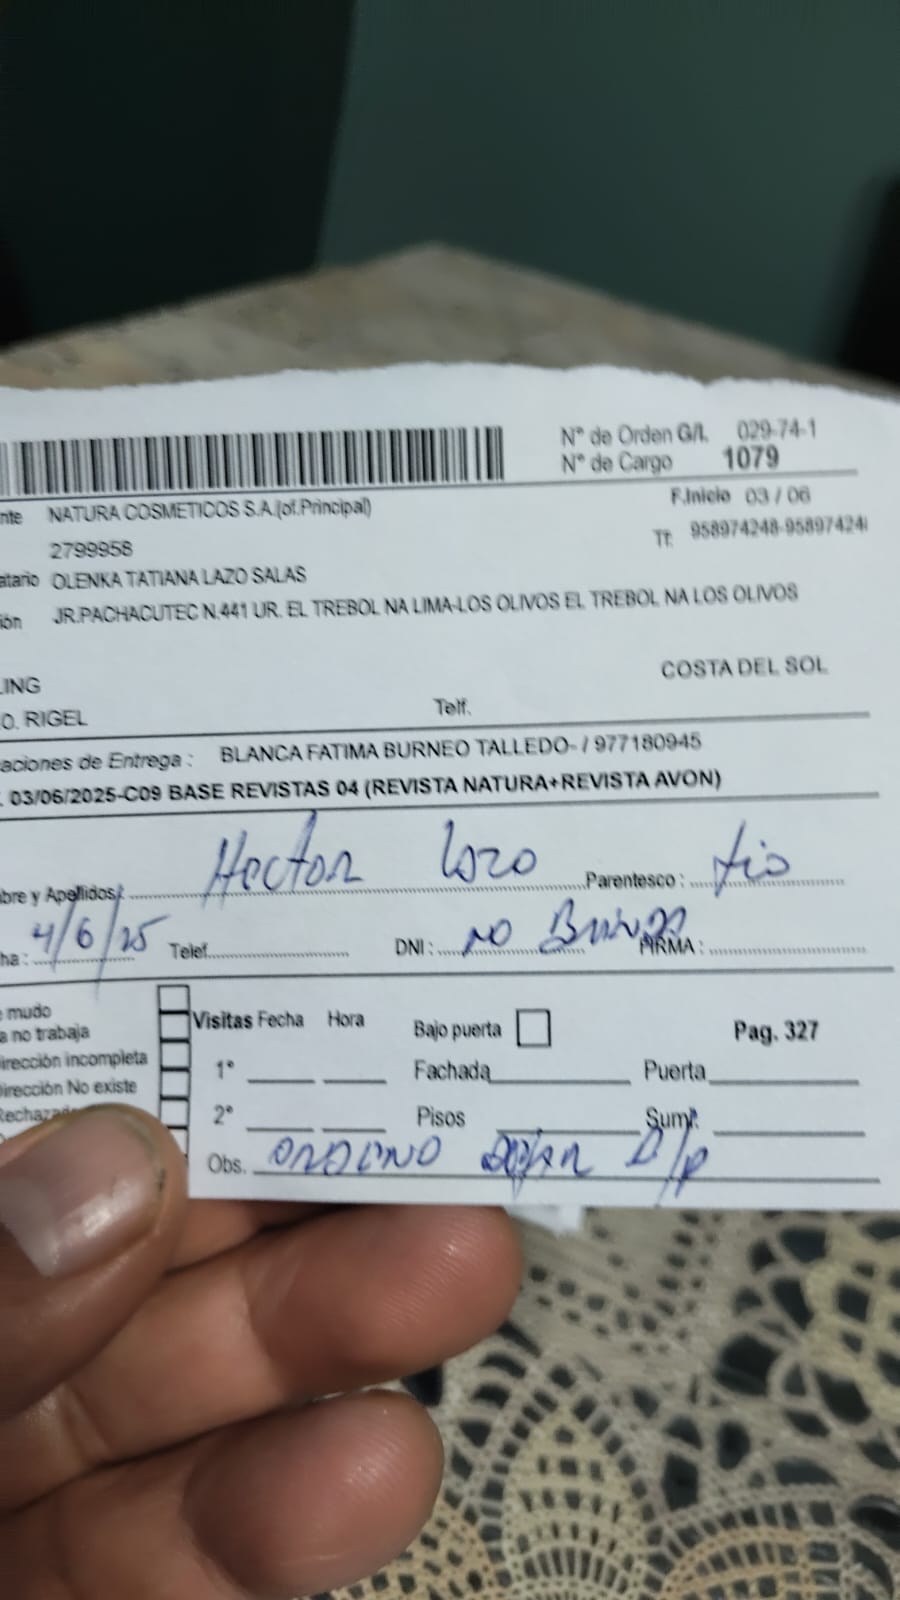 N° de Orden G/L 029-74-1
N° de Cargo 1079
F.Inicio 03 / 06
nte NATURA COSMETICOS S.A.(of.Principal)
2799958
Tf: 958974248-95897424
atario OLENKA TATIANA LAZO SALAS
ión JR.PACHACUTEC N.441 UR. EL TREBOL NA LIMA-LOS OLIVOS EL TREBOL NA LOS OLIVOS
LING COSTA DEL SOL
O. RIGEL Telf.
aciones de Entrega : BLANCA FATIMA BURNEO TALLEDO- / 977180945
. 03/06/2025-C09 BASE REVISTAS 04 (REVISTA NATURA+REVISTA AVON)
bre y Apellidos: Hector Lazo Parentesco : tio
ha : 4/6/25 Telef. DNI : no FIRMA :
mudo
a no trabaja
irección incompleta
irección No existe
Rechaza
Visitas Fecha Hora Bajo puerta Pag. 327
1° Fachada Puerta
2° Pisos Sum.
Obs. Dejar D/P